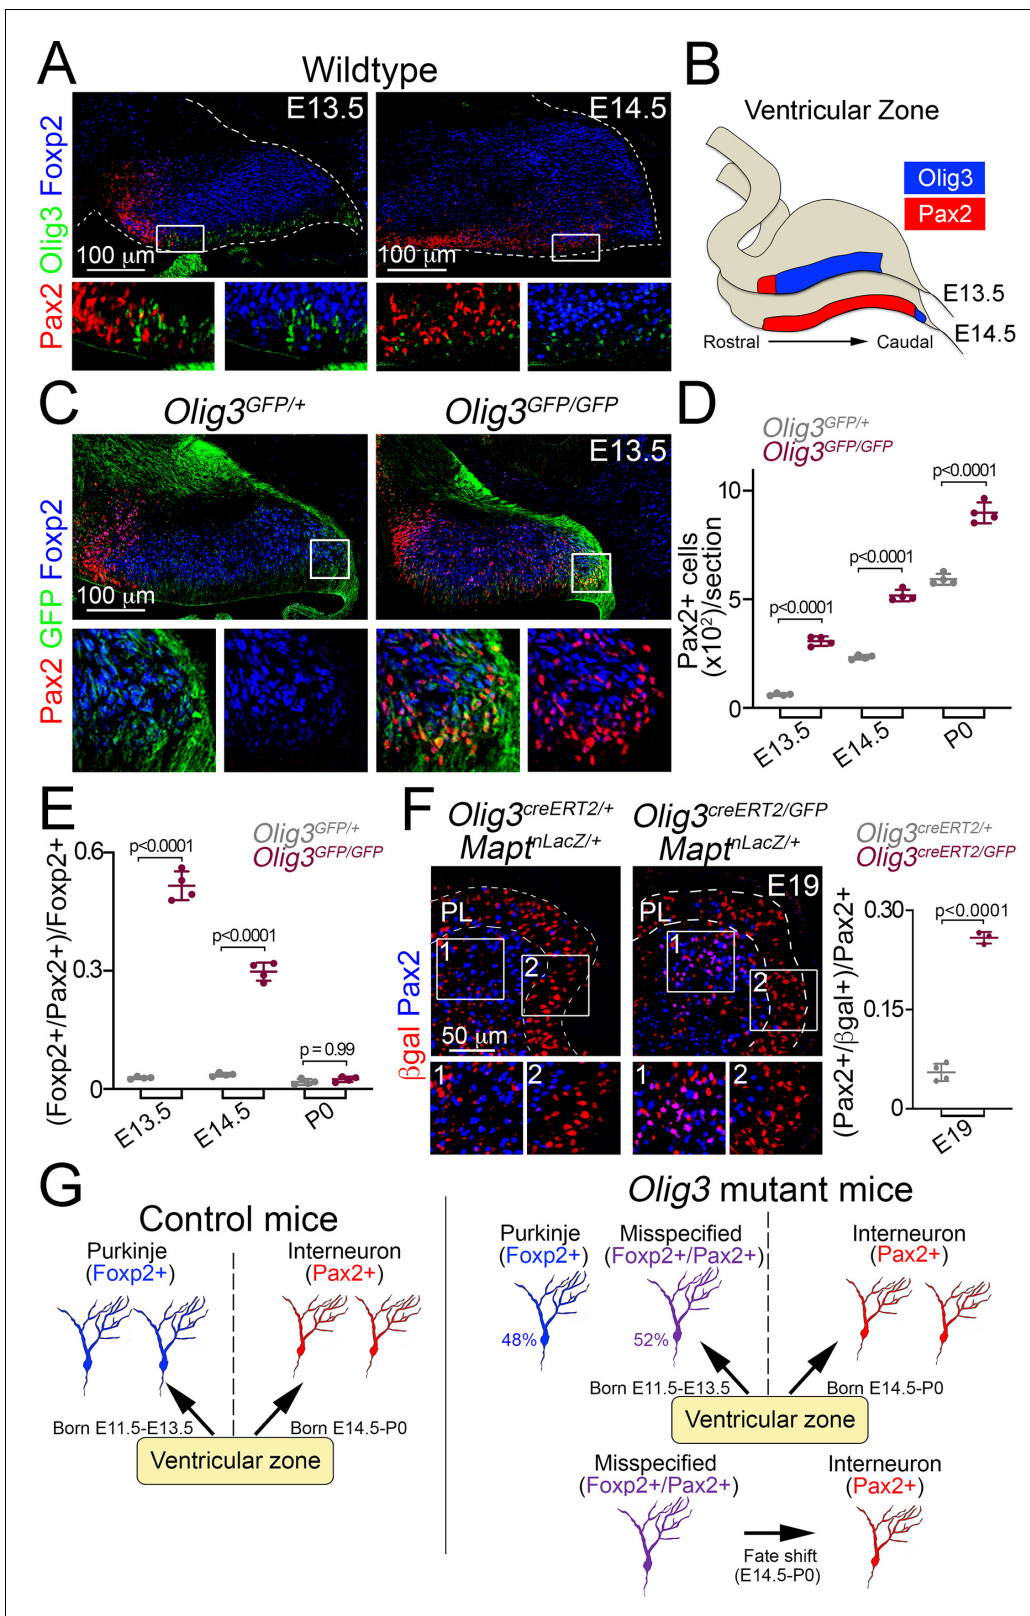 A
Wildtype
Pax2 Olig3 Foxp2
E13.5
100 µm
E14.5
100 µm
B
Ventricular Zone
Olig3
Pax2
E13.5
E14.5
Rostral
Caudal
C
Olig3GFP/+
Olig3GFP/GFP
Pax2 GFP Foxp2
100 µm
E13.5
D
Olig3GFP/+
Olig3GFP/GFP
Pax2+ cells
(x10²)/section
10
5
0
p<0.0001
p<0.0001
p<0.0001
E13.5
E14.5
P0
E
Olig3GFP/+
Olig3GFP/GFP
(Foxp2+/Pax2+)/Foxp2+
0.6
0.3
0
p<0.0001
p<0.0001
p = 0.99
E13.5
E14.5
P0
F
Olig3creERT2/+
MaptnLacZ/+
Olig3creERT2/GFP
MaptnLacZ/+
βgal Pax2
PL
1
2
50 µm
1
2
E19
PL
1
2
1
2
Olig3creERT2/+
Olig3creERT2/GFP
(Pax2+/βgal+)/Pax2+
0.30
0.15
0
p<0.0001
E19
G
Control mice
Purkinje
(Foxp2+)
Interneuron
(Pax2+)
Born E11.5-E13.5
Born E14.5-P0
Ventricular zone
Olig3 mutant mice
Purkinje
(Foxp2+)
Misspecified
(Foxp2+/Pax2+)
Interneuron
(Pax2+)
48%
52%
Born E11.5-E13.5
Born E14.5-P0
Ventricular zone
Misspecified
(Foxp2+/Pax2+)
Interneuron
(Pax2+)
Fate shift
(E14.5-P0)